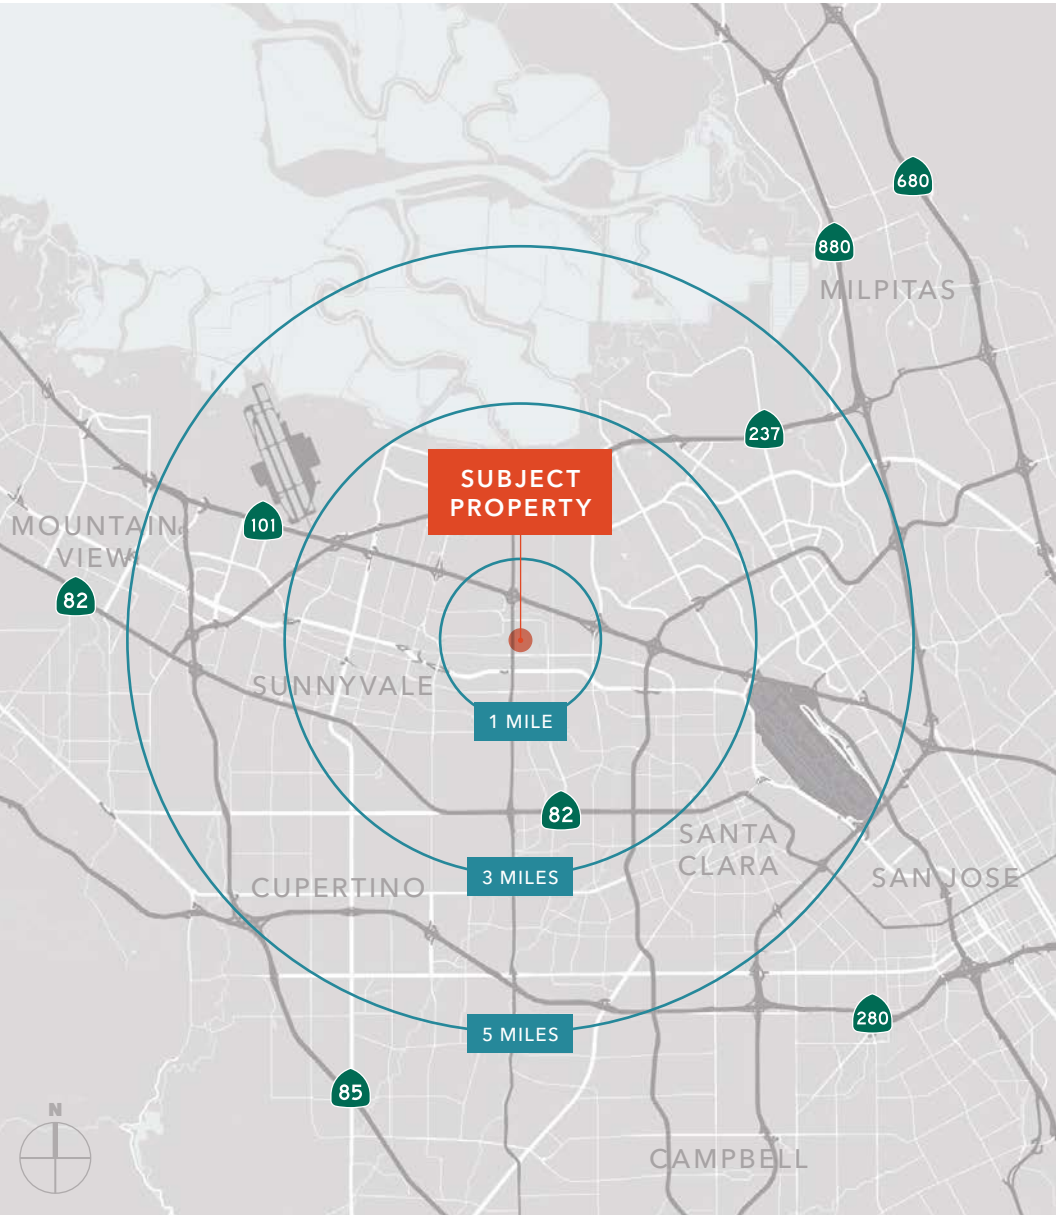 680
880
MILPITAS
237
SUBJECT
PROPERTY
101
MOUNTAIN
VIEW
82
SUNNYVALE
1 MILE
82
SANTA
CLARA
3 MILES
SAN JOSE
CUPERTINO
280
5 MILES
85
N
CAMPBELL